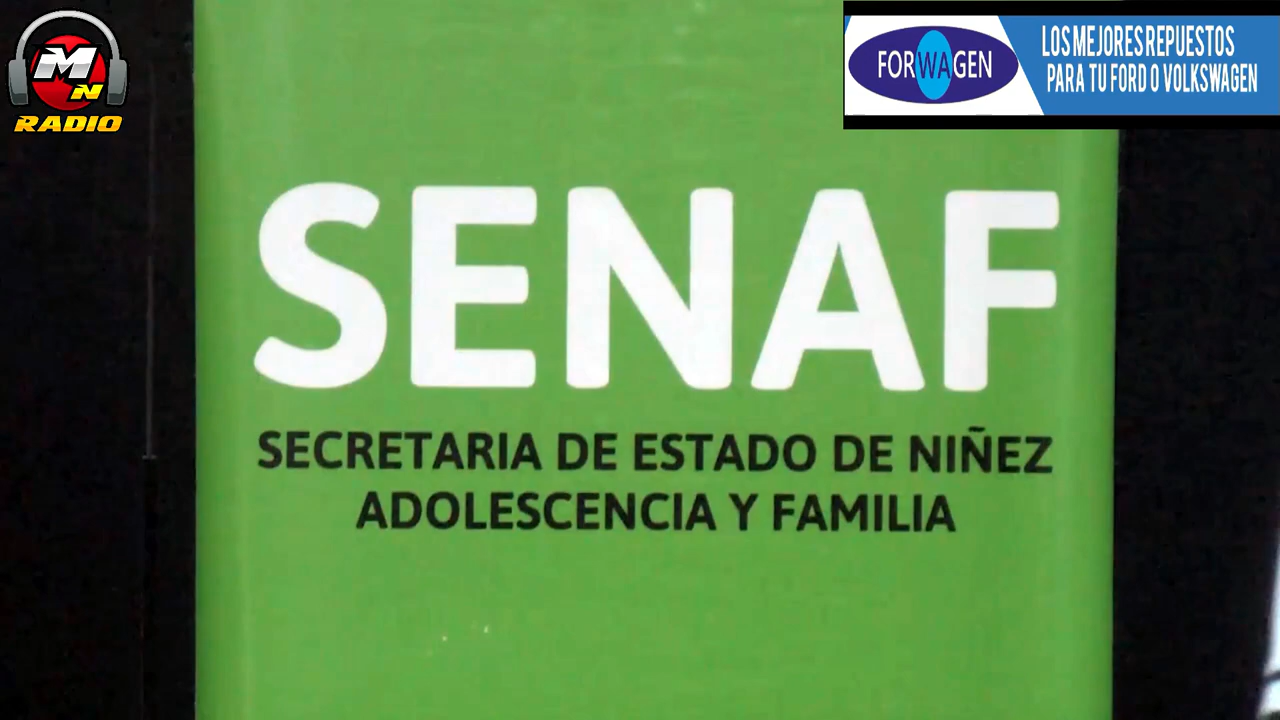 MN
RADIO
FORWAGEN
LOS MEJORES REPUESTOS
PARA TU FORD O VOLKSWAGEN
SENAF
SECRETARIA DE ESTADO DE NIÑEZ
ADOLESCENCIA Y FAMILIA